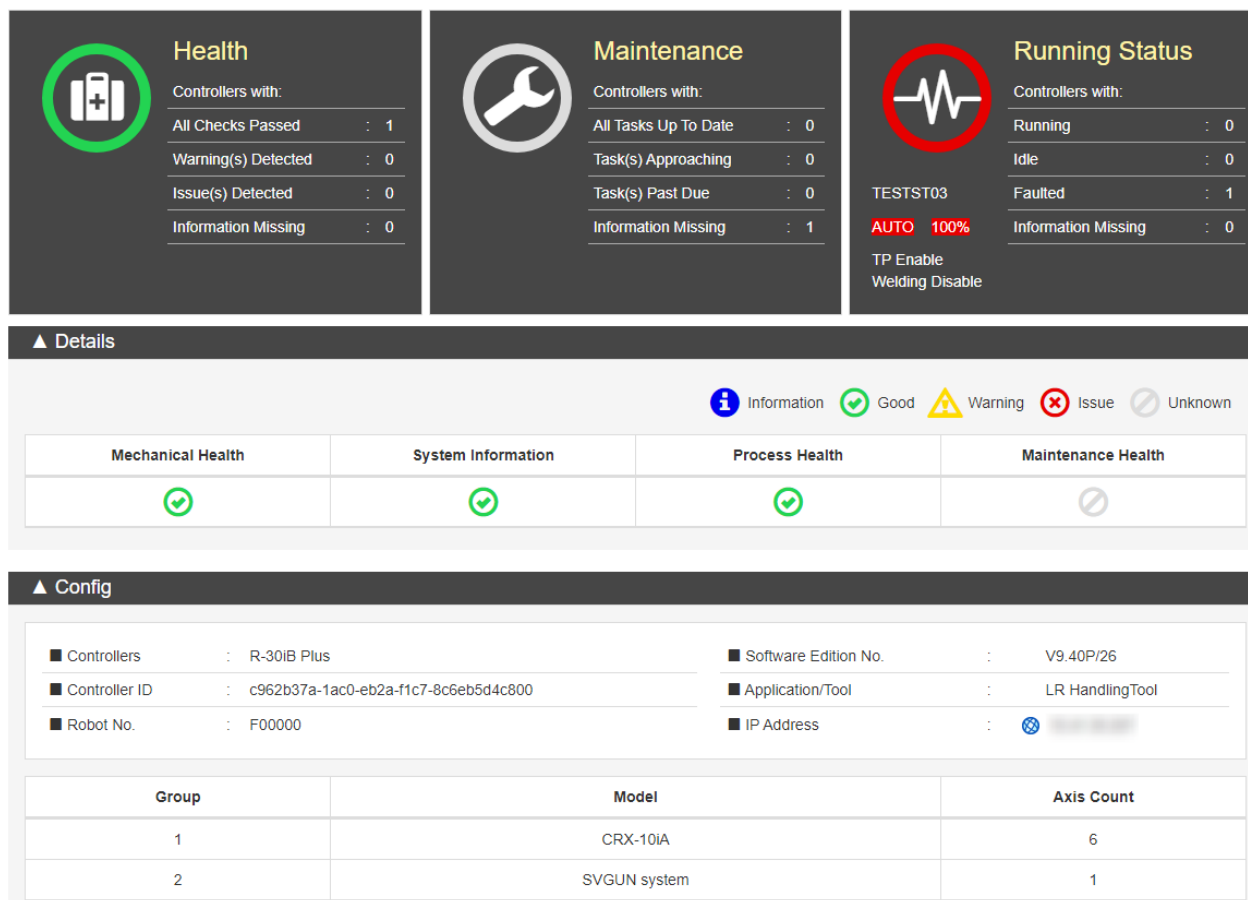 Health
Controllers with:
All Checks Passed : 1
Warning(s) Detected : 0
Issue(s) Detected : 0
Information Missing : 0
Maintenance
Controllers with:
All Tasks Up To Date : 0
Task(s) Approaching : 0
Task(s) Past Due : 0
Information Missing : 1
Running Status
Controllers with:
Running : 0
Idle : 0
Faulted : 1
Information Missing : 0
TESTST03
AUTO 100%
TP Enable
Welding Disable
▲ Details
Information Good Warning Issue Unknown
Mechanical Health System Information Process Health Maintenance Health
▲ Config
Controllers : R-30iB Plus
Software Edition No. : V9.40P/26
Controller ID : c962b37a-1ac0-eb2a-f1c7-8c6eb5d4c800
Application/Tool : LR HandlingTool
Robot No. : F00000
IP Address :
Group Model Axis Count
1 CRX-10iA 6
2 SVGUN system 1